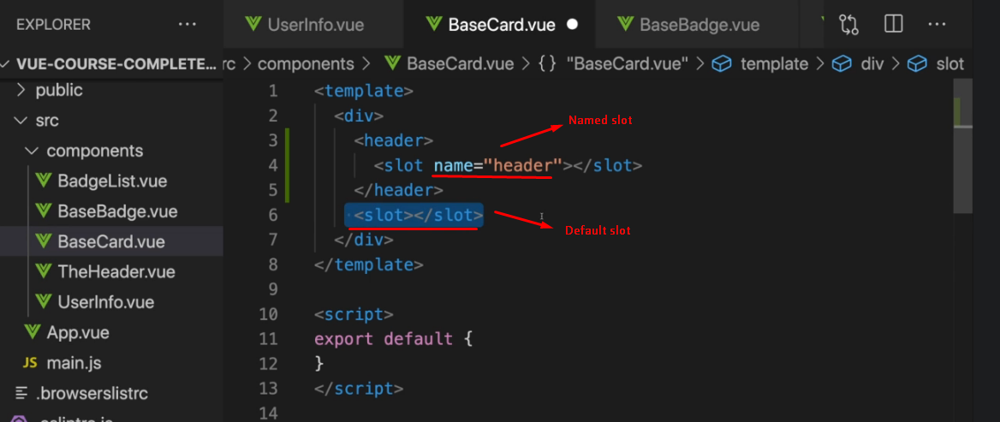 EXPLORER ...
UserInfo.vue
BaseCard.vue
BaseBadge.vue
VUE-COURSE-COMPLETE...
rc > components > BaseCard.vue > {} "BaseCard.vue" > template > div > slot
public
src
components
BadgeList.vue
BaseBadge.vue
BaseCard.vue
TheHeader.vue
UserInfo.vue
App.vue
JS main.js
.browserslistrc
1 <template>
2 <div>
3 <header>
4 <slot name="header"></slot>
5 </header>
6 <slot></slot>
7 </div>
8 </template>
9
10 <script>
11 export default {
12 }
13 </script>
14
Named slot
Default slot